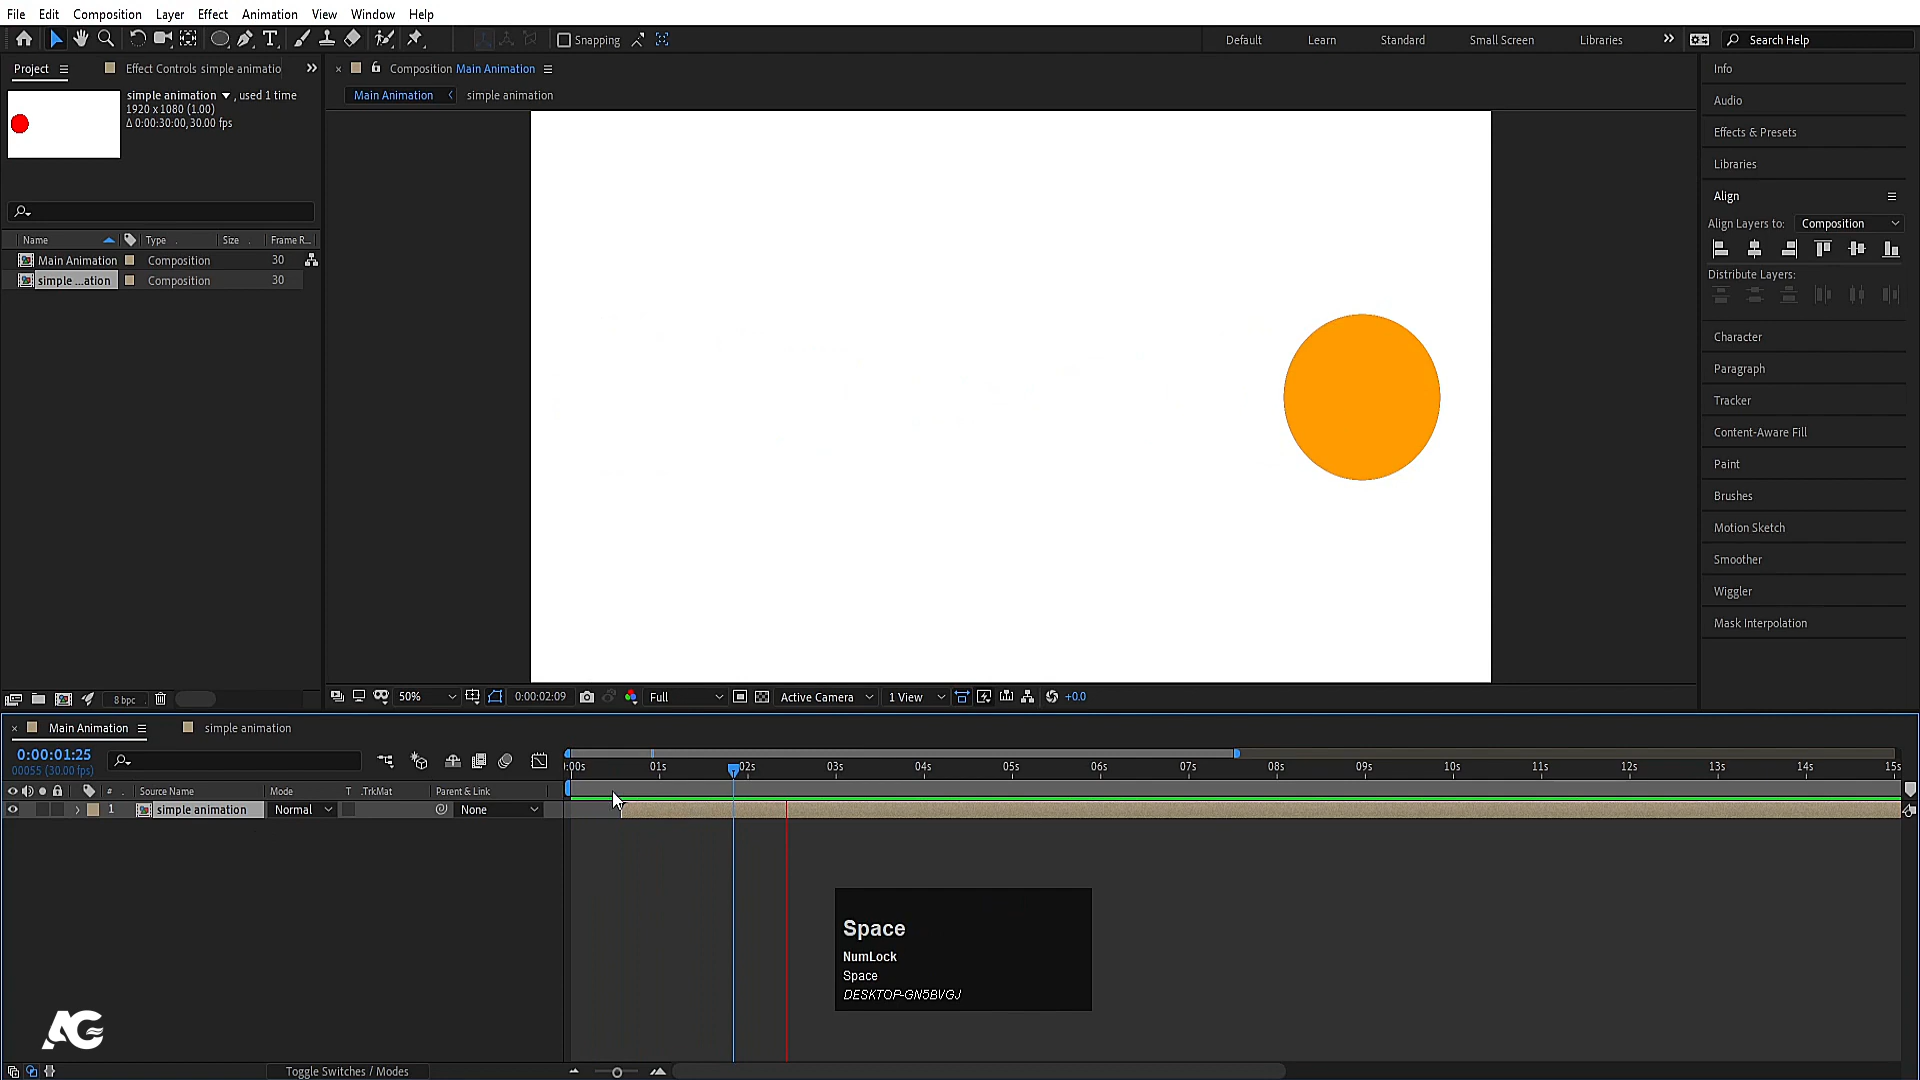 File Edit Composition Layer Effect Animation View Window Help
Snapping Default Learn Standard Small Screen Libraries Search Help
Project Effect Controls simple animatio Composition Main Animation Info
Main Animation simple animation
simple animation , used 1 time
1920 x 1080 (1.00)
Δ 0:00:30:00, 30.00 fps
Audio
Effects & Presets
Libraries
Align
Align Layers to: Composition
Distribute Layers:
Name Type Size Frame R...
Main Animation Composition 30
simple ...ation Composition 30
Character
Paragraph
Tracker
Content-Aware Fill
Paint
Brushes
Motion Sketch
Smoother
Wiggler
Mask Interpolation
8 bpc 50% 0:00:02:09 Full Active Camera 1 View +0.0
Main Animation simple animation
0:00:01:25
00055 (30.00 fps)
):00s 01s 02s 03s 04s 05s 06s 07s 08s 09s 10s 11s 12s 13s 14s 15s
# Source Name Mode T .TrkMat Parent & Link
1 simple animation Normal None
Space
NumLock
Space
DESKTOP-GN5BVGJ
AG
Toggle Switches / Modes